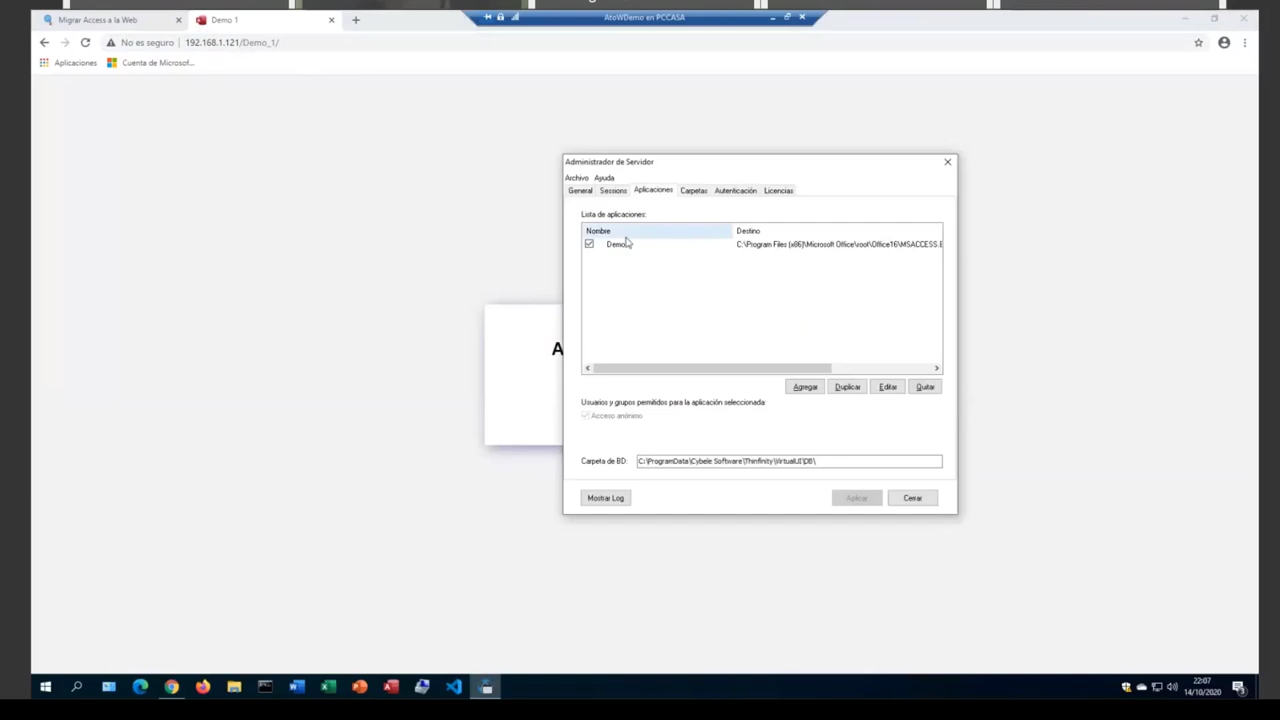 Migrar Access a la Web
Demo 1
AtoWDemo en PCCASA
No es seguro
192.168.1.121/Demo_1/
Aplicaciones
Cuenta de Microsof...
Administrador de Servidor
Archivo
Ayuda
General
Sessions
Aplicaciones
Carpetas
Autenticación
Licencias
Lista de aplicaciones:
Nombre
Destino
Demo
C:\Program Files (x86)\Microsoft Office\root\Office16\MSACCESS.E
A
Agregar
Duplicar
Editar
Quitar
Usuarios y grupos permitidos para la aplicación seleccionada:
Acceso anónimo
Carpeta de BD:
C:\ProgramData\Cybele Software\Thinfinity\VirtualUI\DB\
Mostrar Log
Aplicar
Cerrar
22:07
14/10/2020